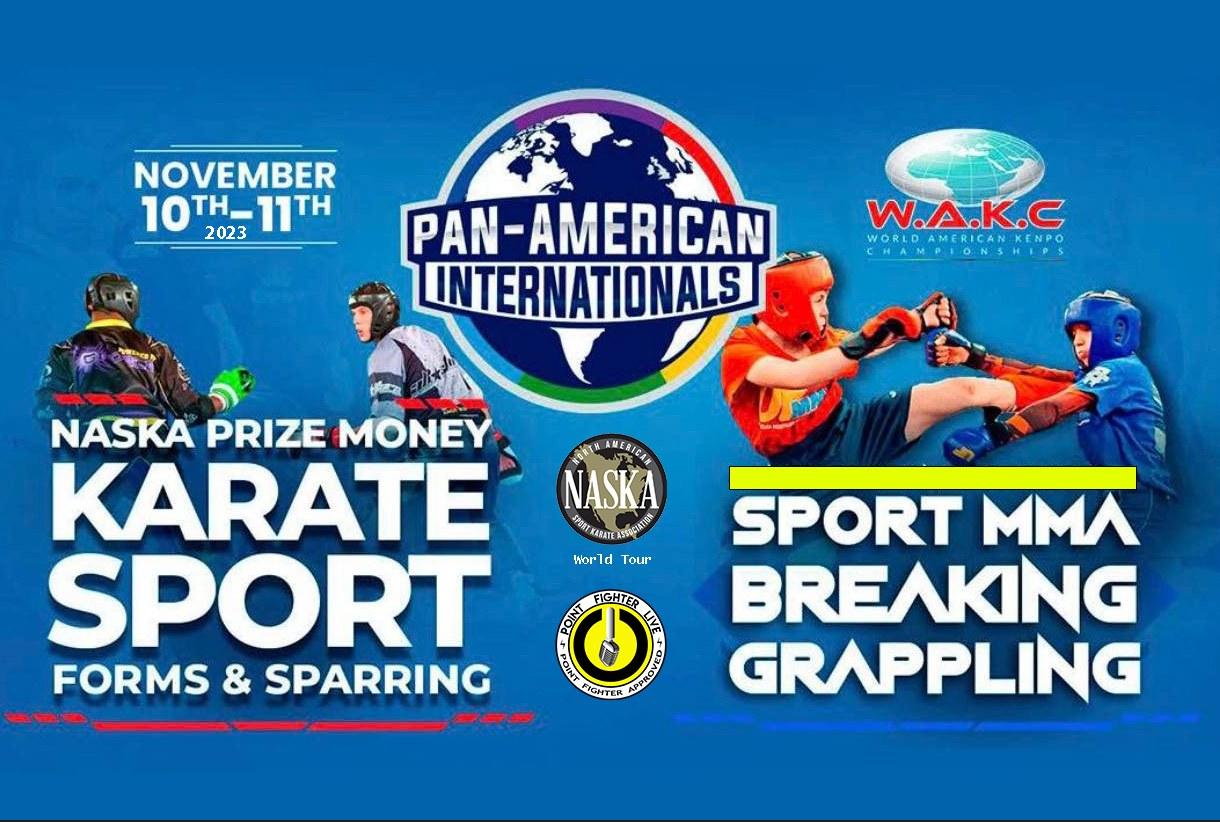 NOVEMBER
10TH-11TH
2023
PAN-AMERICAN
INTERNATIONALS
W.A.K.C
WORLD AMERICAN KENPO
CHAMPIONSHIPS
NASKA PRIZE MONEY
KARATE
SPORT
FORMS & SPARRING
NORTH AMERICAN
NASKA
SPORT KARATE ASSOCIATION
World Tour
POINT FIGHTER LIVE
POINT FIGHTER APPROVED
SPORT MMA
BREAKING
GRAPPLING